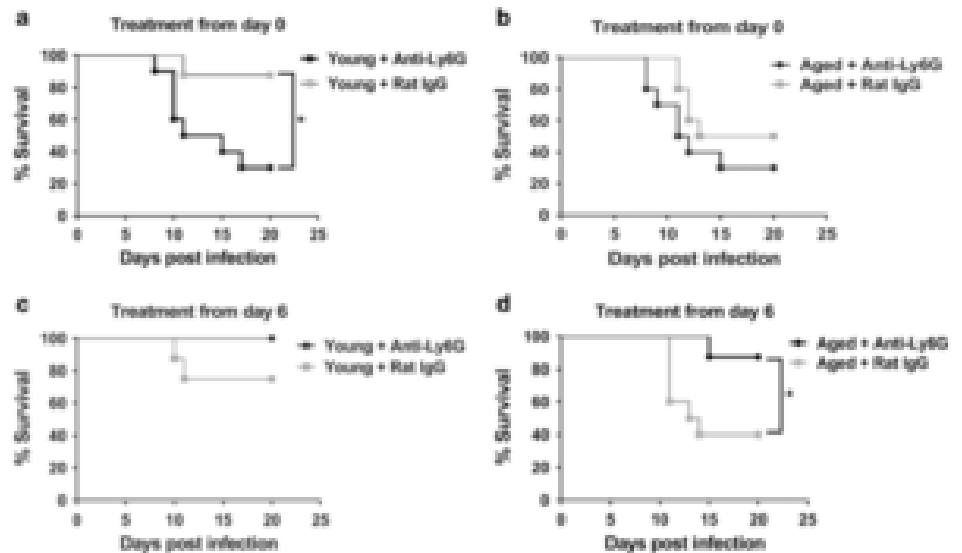 a
Treatment from day 0
% Survival
100
80
60
40
20
0
0 5 10 15 20 25
Days post infection
Young + Anti-Ly6G
Young + Rat IgG
*
b
Treatment from day 0
% Survival
100
80
60
40
20
0
0 5 10 15 20 25
Days post infection
Aged + Anti-Ly6G
Aged + Rat IgG
c
Treatment from day 6
% Survival
100
80
60
40
20
0
0 5 10 15 20 25
Days post infection
Young + Anti-Ly6G
Young + Rat IgG
d
Treatment from day 6
% Survival
100
80
60
40
20
0
0 5 10 15 20 25
Days post infection
Aged + Anti-Ly6G
Aged + Rat IgG
*